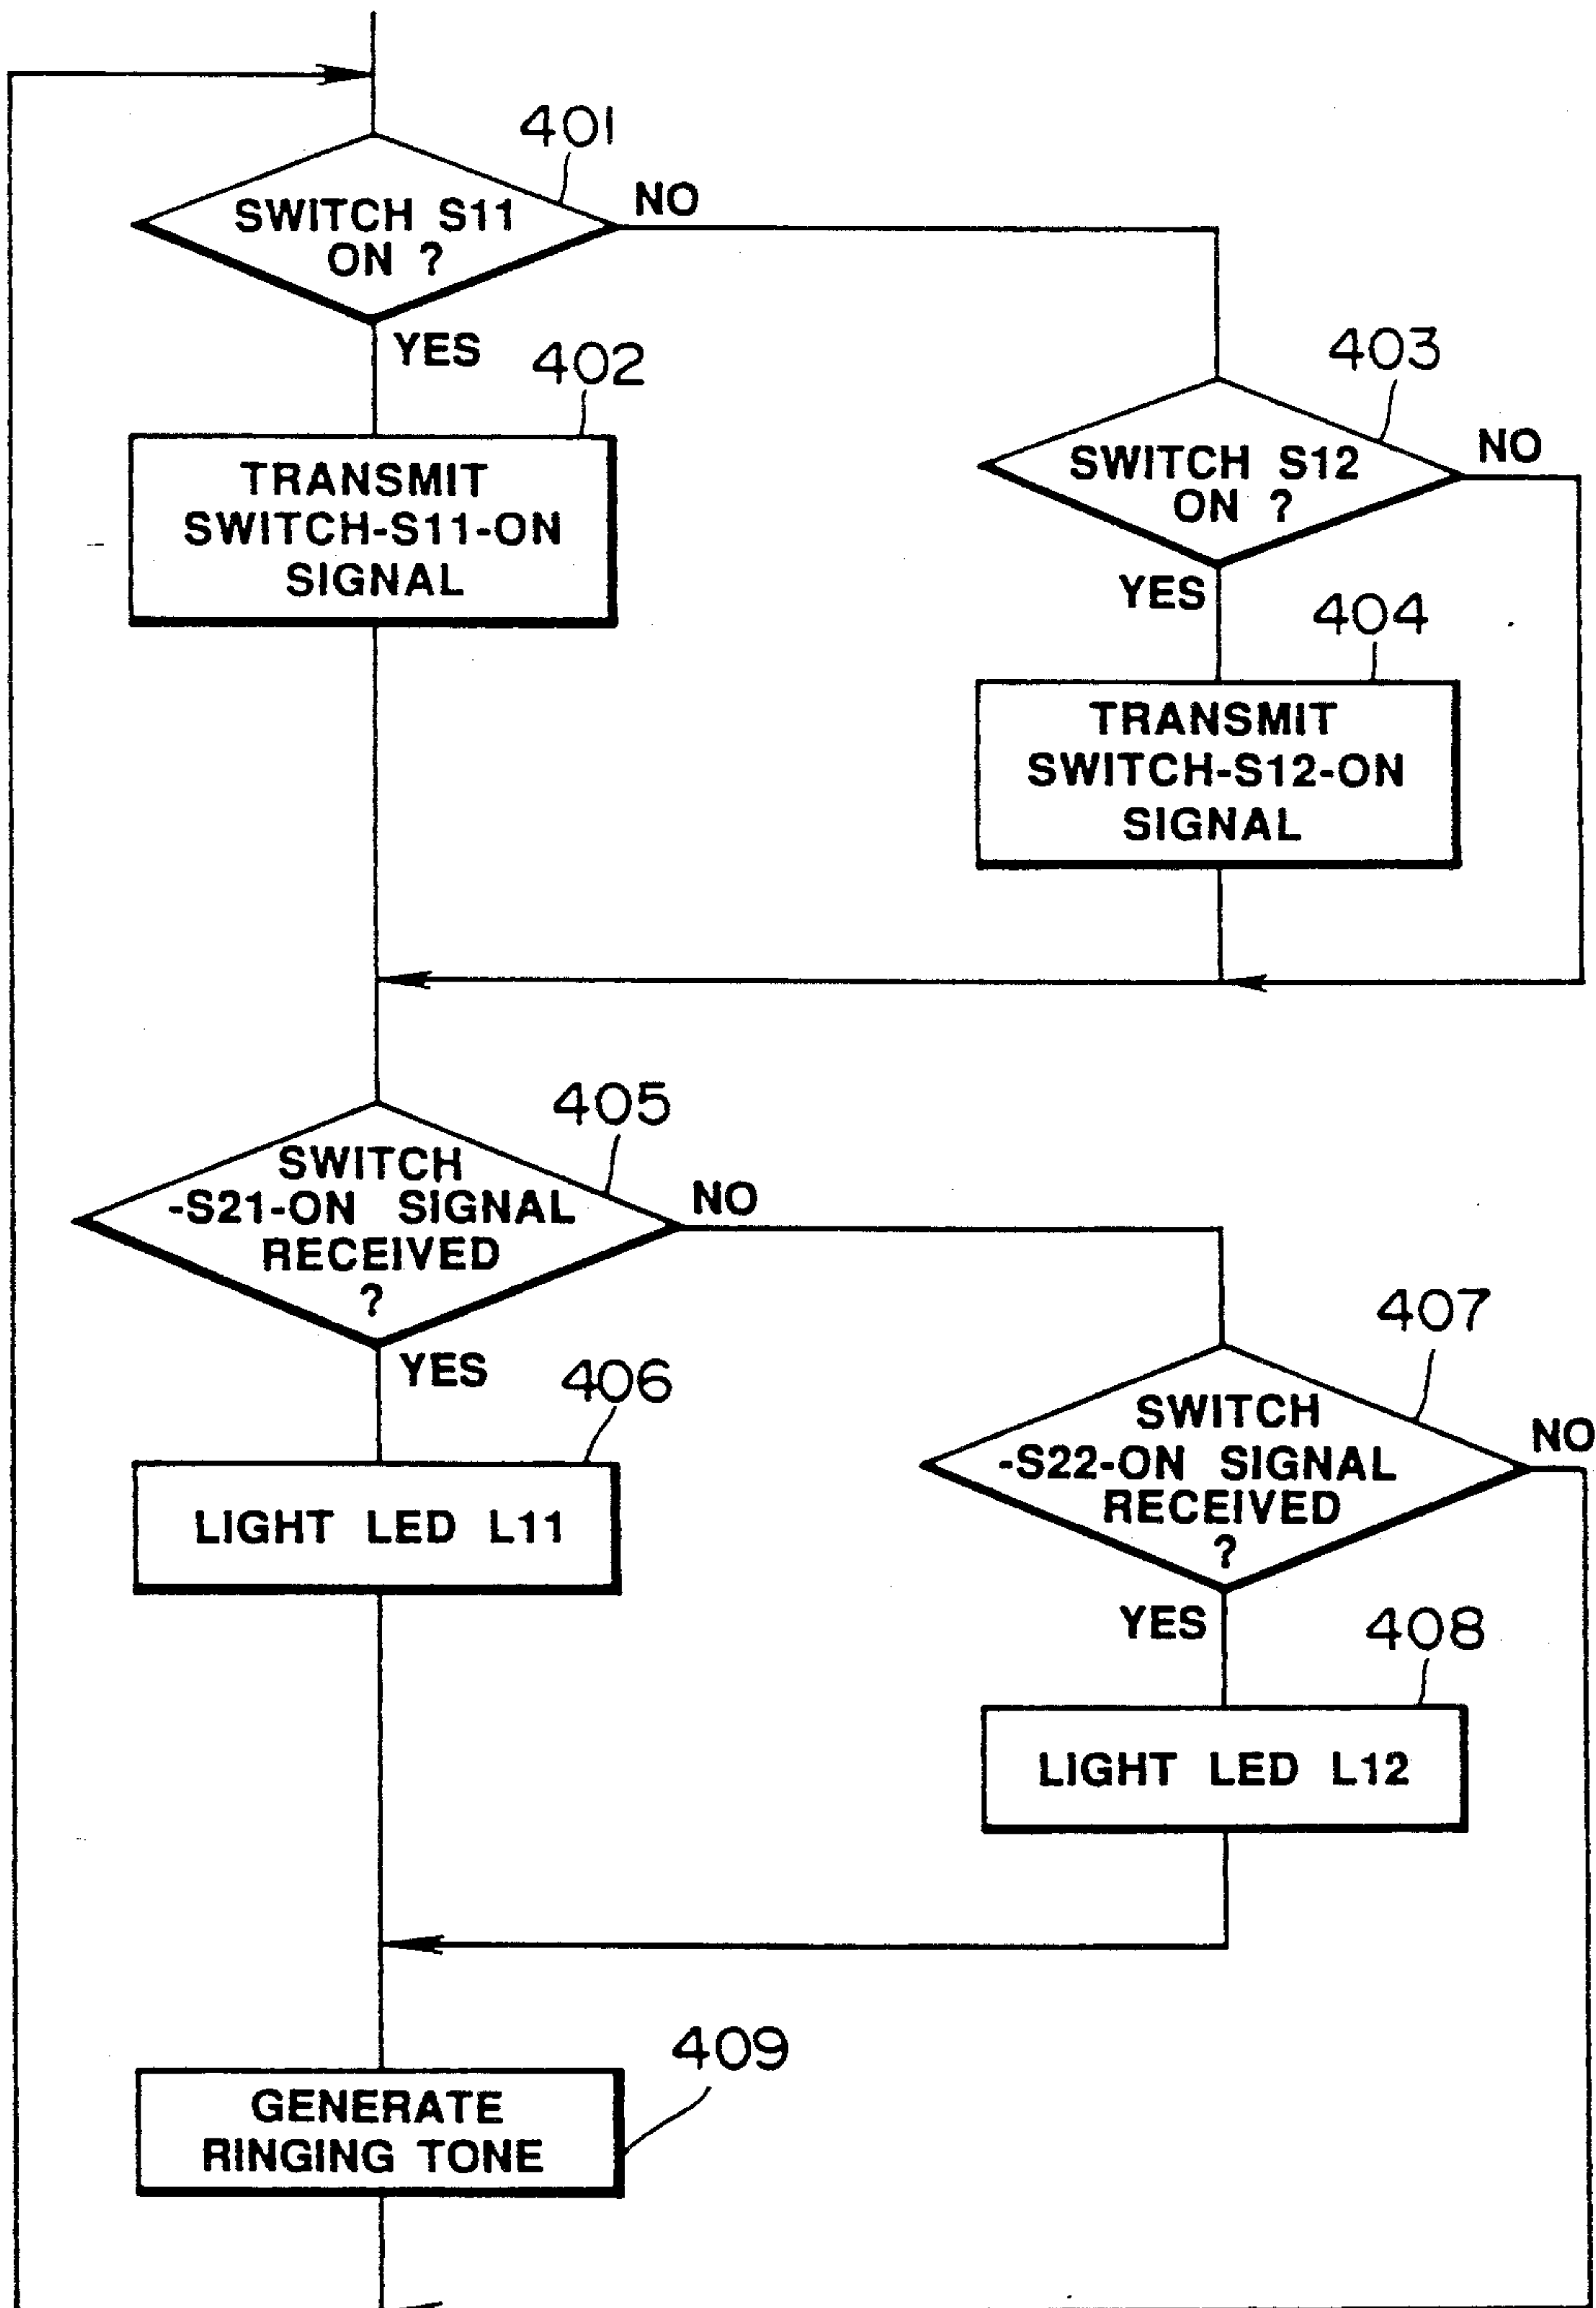 401
SWITCH S11
ON ?
NO
YES
402
TRANSMIT
SWITCH-S11-ON
SIGNAL
403
SWITCH S12
ON ?
NO
YES
404
TRANSMIT
SWITCH-S12-ON
SIGNAL
405
SWITCH
-S21-ON SIGNAL
RECEIVED
?
NO
YES
406
LIGHT LED L11
407
SWITCH
-S22-ON SIGNAL
RECEIVED
?
NO
YES
408
LIGHT LED L12
409
GENERATE
RINGING TONE